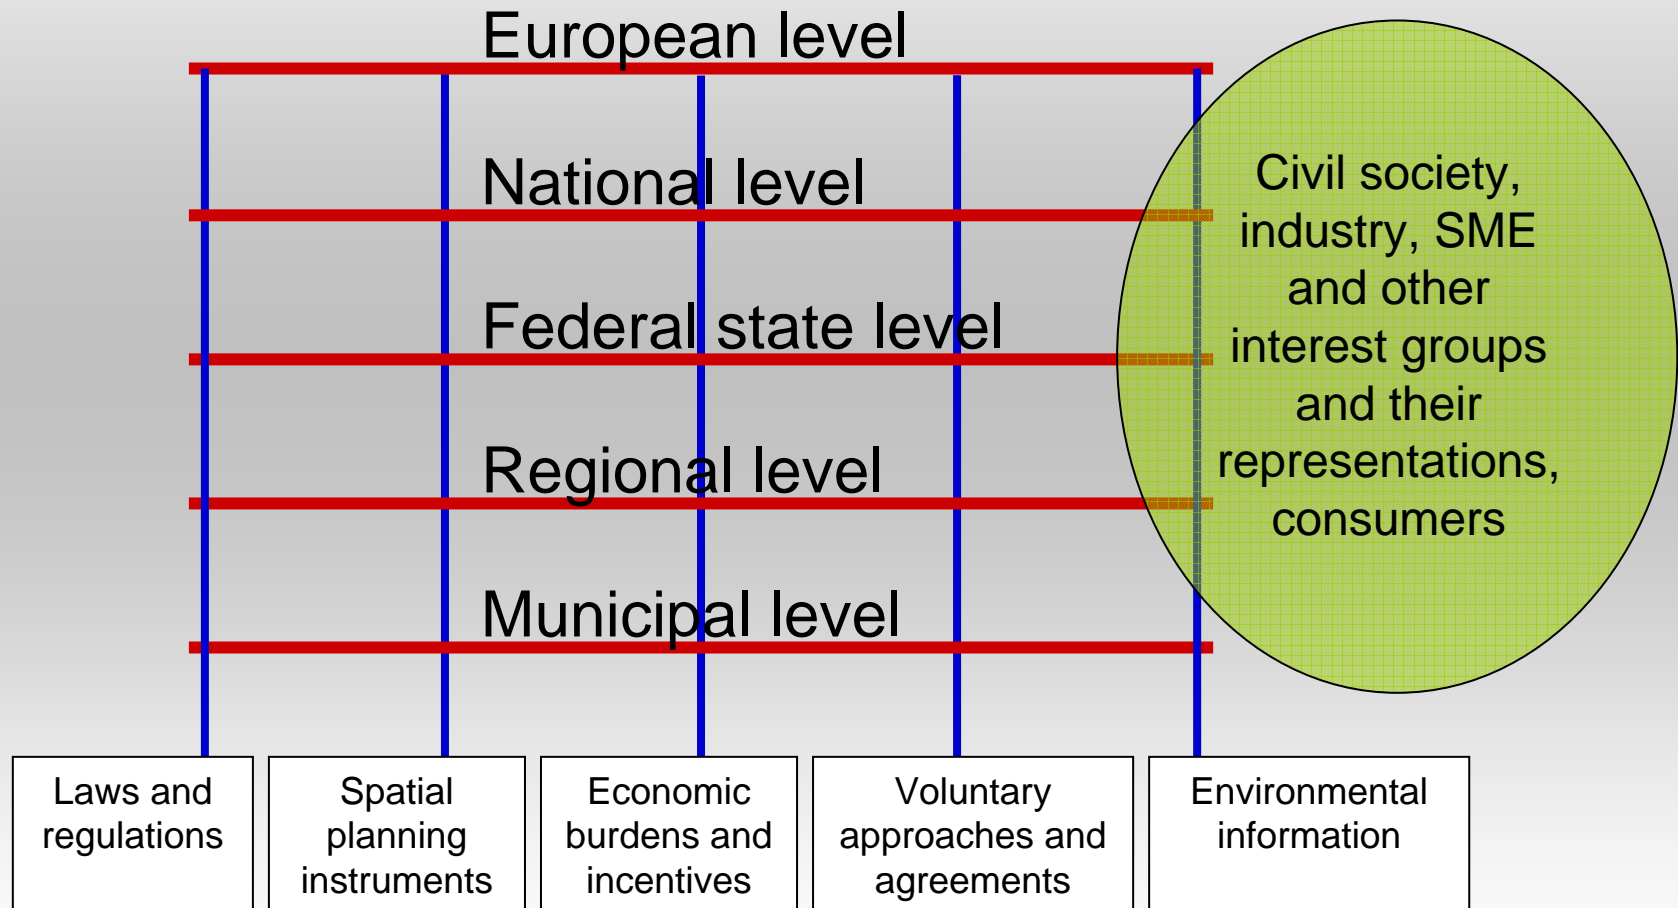 European level
National level
Federal state level
Regional level
Municipal level
Civil society,
industry, SME
and other
interest groups
and their
representations,
consumers
Laws and
regulations
Spatial
planning
instruments
Economic
burdens and
incentives
Voluntary
approaches and
agreements
Environmental
information